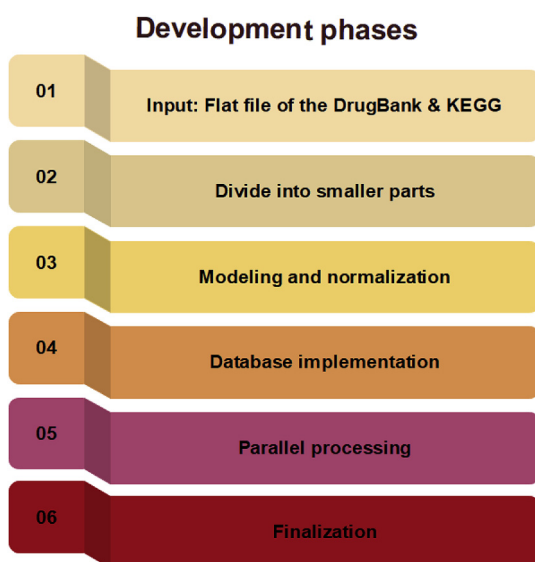 Development phases
01
Input: Flat file of the DrugBank & KEGG
02
Divide into smaller parts
03
Modeling and normalization
04
Database implementation
05
Parallel processing
06
Finalization